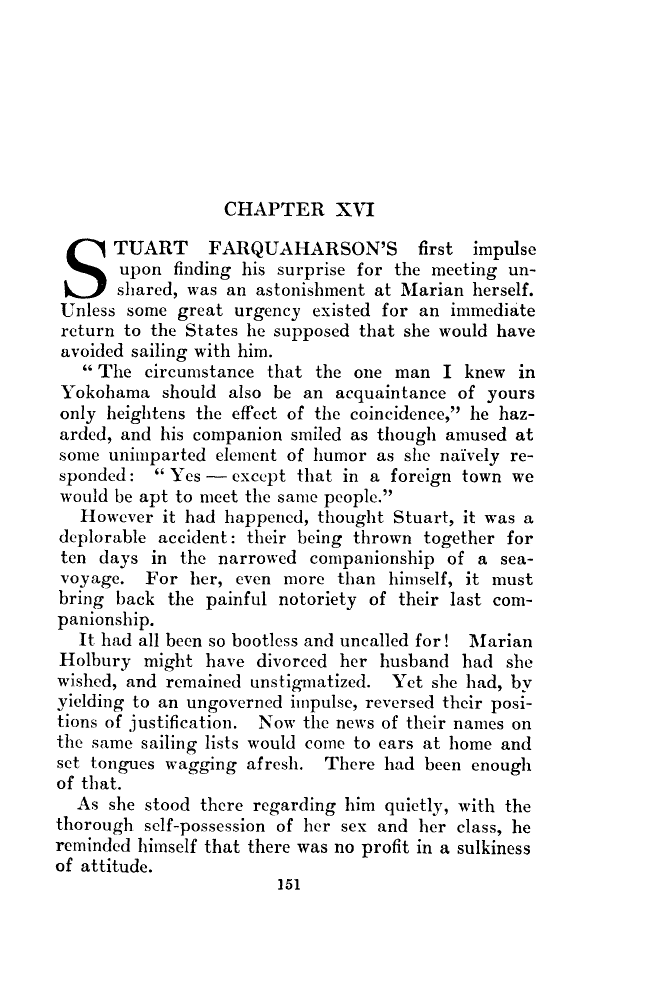 CHAPTER XVI
STUART FARQUAHARSON'S first impulse
upon finding his surprise for the meeting un-
shared, was an astonishment at Marian herself.
Unless some great urgency existed for an immediate
return to the States he supposed that she would have
avoided sailing with him.
“ The circumstance that the one man I knew in
Yokohama should also be an acquaintance of yours
only heightens the effect of the coincidence,” he haz-
arded, and his companion smiled as though amused at
some unimparted element of humor as she naïvely re-
sponded: “ Yes — except that in a foreign town we
would be apt to meet the same people.”
However it had happened, thought Stuart, it was a
deplorable accident: their being thrown together for
ten days in the narrowed companionship of a sea-
voyage. For her, even more than himself, it must
bring back the painful notoriety of their last com-
panionship.
It had all been so bootless and uncalled for! Marian
Holbury might have divorced her husband had she
wished, and remained unstigmatized. Yet she had, by
yielding to an ungoverned impulse, reversed their posi-
tions of justification. Now the news of their names on
the same sailing lists would come to ears at home and
set tongues wagging afresh. There had been enough
of that.
As she stood there regarding him quietly, with the
thorough self-possession of her sex and her class, he
reminded himself that there was no profit in a sulkiness
of attitude.
151